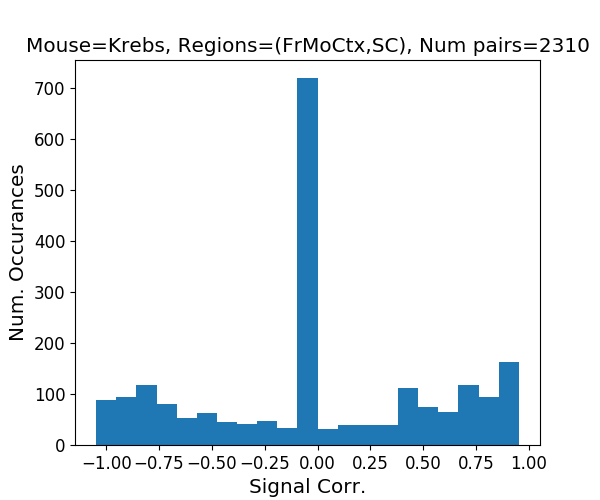 Mouse=Krebs, Regions=(FrMoCtx,SC), Num pairs=2310
Num. Occurances
700
600
500
400
300
200
100
0
−1.00 −0.75 −0.50 −0.25 0.00 0.25 0.50 0.75 1.00
Signal Corr.